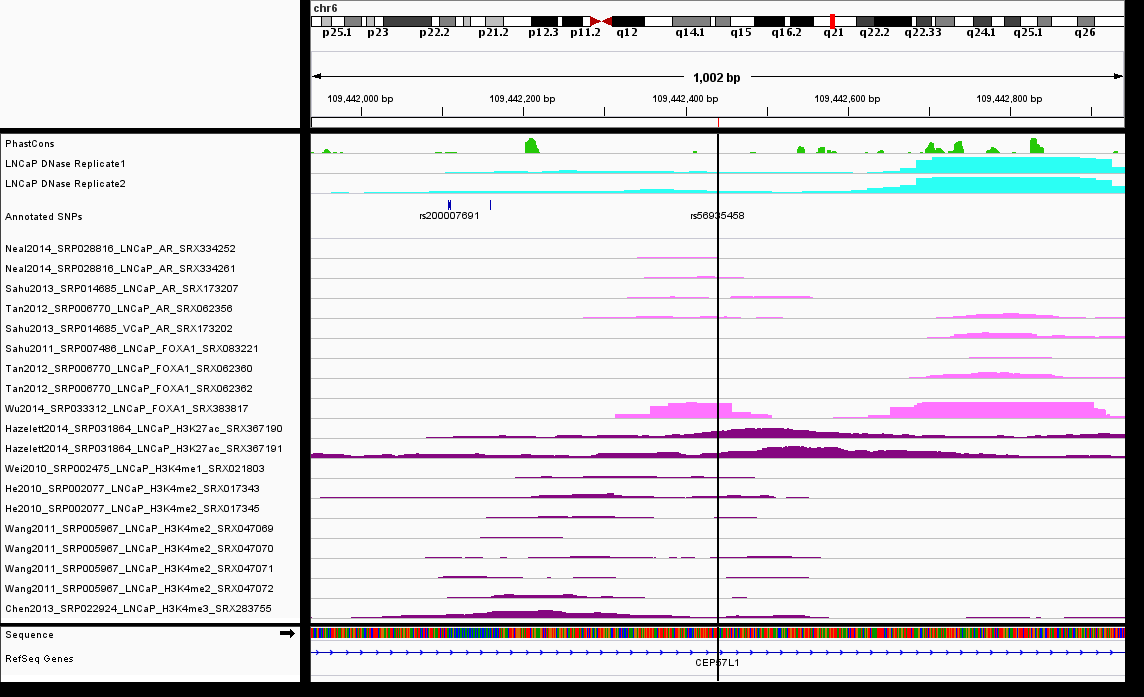 chr6
p25.1 p23 p22.2 p21.2 p12.3 p11.2 q12 q14.1 q15 q16.2 q21 q22.2 q22.33 q24.1 q25.1 q26
1,002 bp
109,442,000 bp 109,442,200 bp 109,442,400 bp 109,442,600 bp 109,442,800 bp
PhastCons
LNCaP DNase Replicate1
LNCaP DNase Replicate2
Annotated SNPs rs200007691 rs56935458
Neal2014_SRP028816_LNCaP_AR_SRX334252
Neal2014_SRP028816_LNCaP_AR_SRX334261
Sahu2013_SRP014685_LNCaP_AR_SRX173207
Tan2012_SRP006770_LNCaP_AR_SRX062356
Sahu2013_SRP014685_VCaP_AR_SRX173202
Sahu2011_SRP007486_LNCaP_FOXA1_SRX083221
Tan2012_SRP006770_LNCaP_FOXA1_SRX062360
Tan2012_SRP006770_LNCaP_FOXA1_SRX062362
Wu2014_SRP033312_LNCaP_FOXA1_SRX383817
Hazelett2014_SRP031864_LNCaP_H3K27ac_SRX367190
Hazelett2014_SRP031864_LNCaP_H3K27ac_SRX367191
Wei2010_SRP002475_LNCaP_H3K4me1_SRX021803
He2010_SRP002077_LNCaP_H3K4me2_SRX017343
He2010_SRP002077_LNCaP_H3K4me2_SRX017345
Wang2011_SRP005967_LNCaP_H3K4me2_SRX047069
Wang2011_SRP005967_LNCaP_H3K4me2_SRX047070
Wang2011_SRP005967_LNCaP_H3K4me2_SRX047071
Wang2011_SRP005967_LNCaP_H3K4me2_SRX047072
Chen2013_SRP022924_LNCaP_H3K4me3_SRX283755
Sequence
RefSeq Genes
CEP57L1